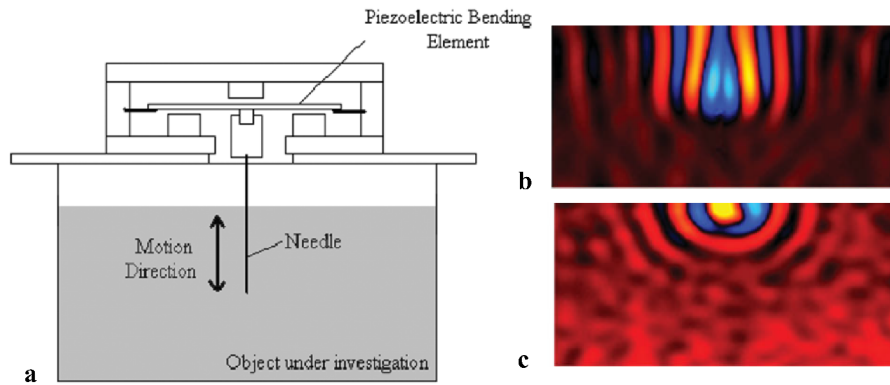 Piezoelectric Bending
Element
Motion
Direction
Needle
Object under investigation
a
b
c